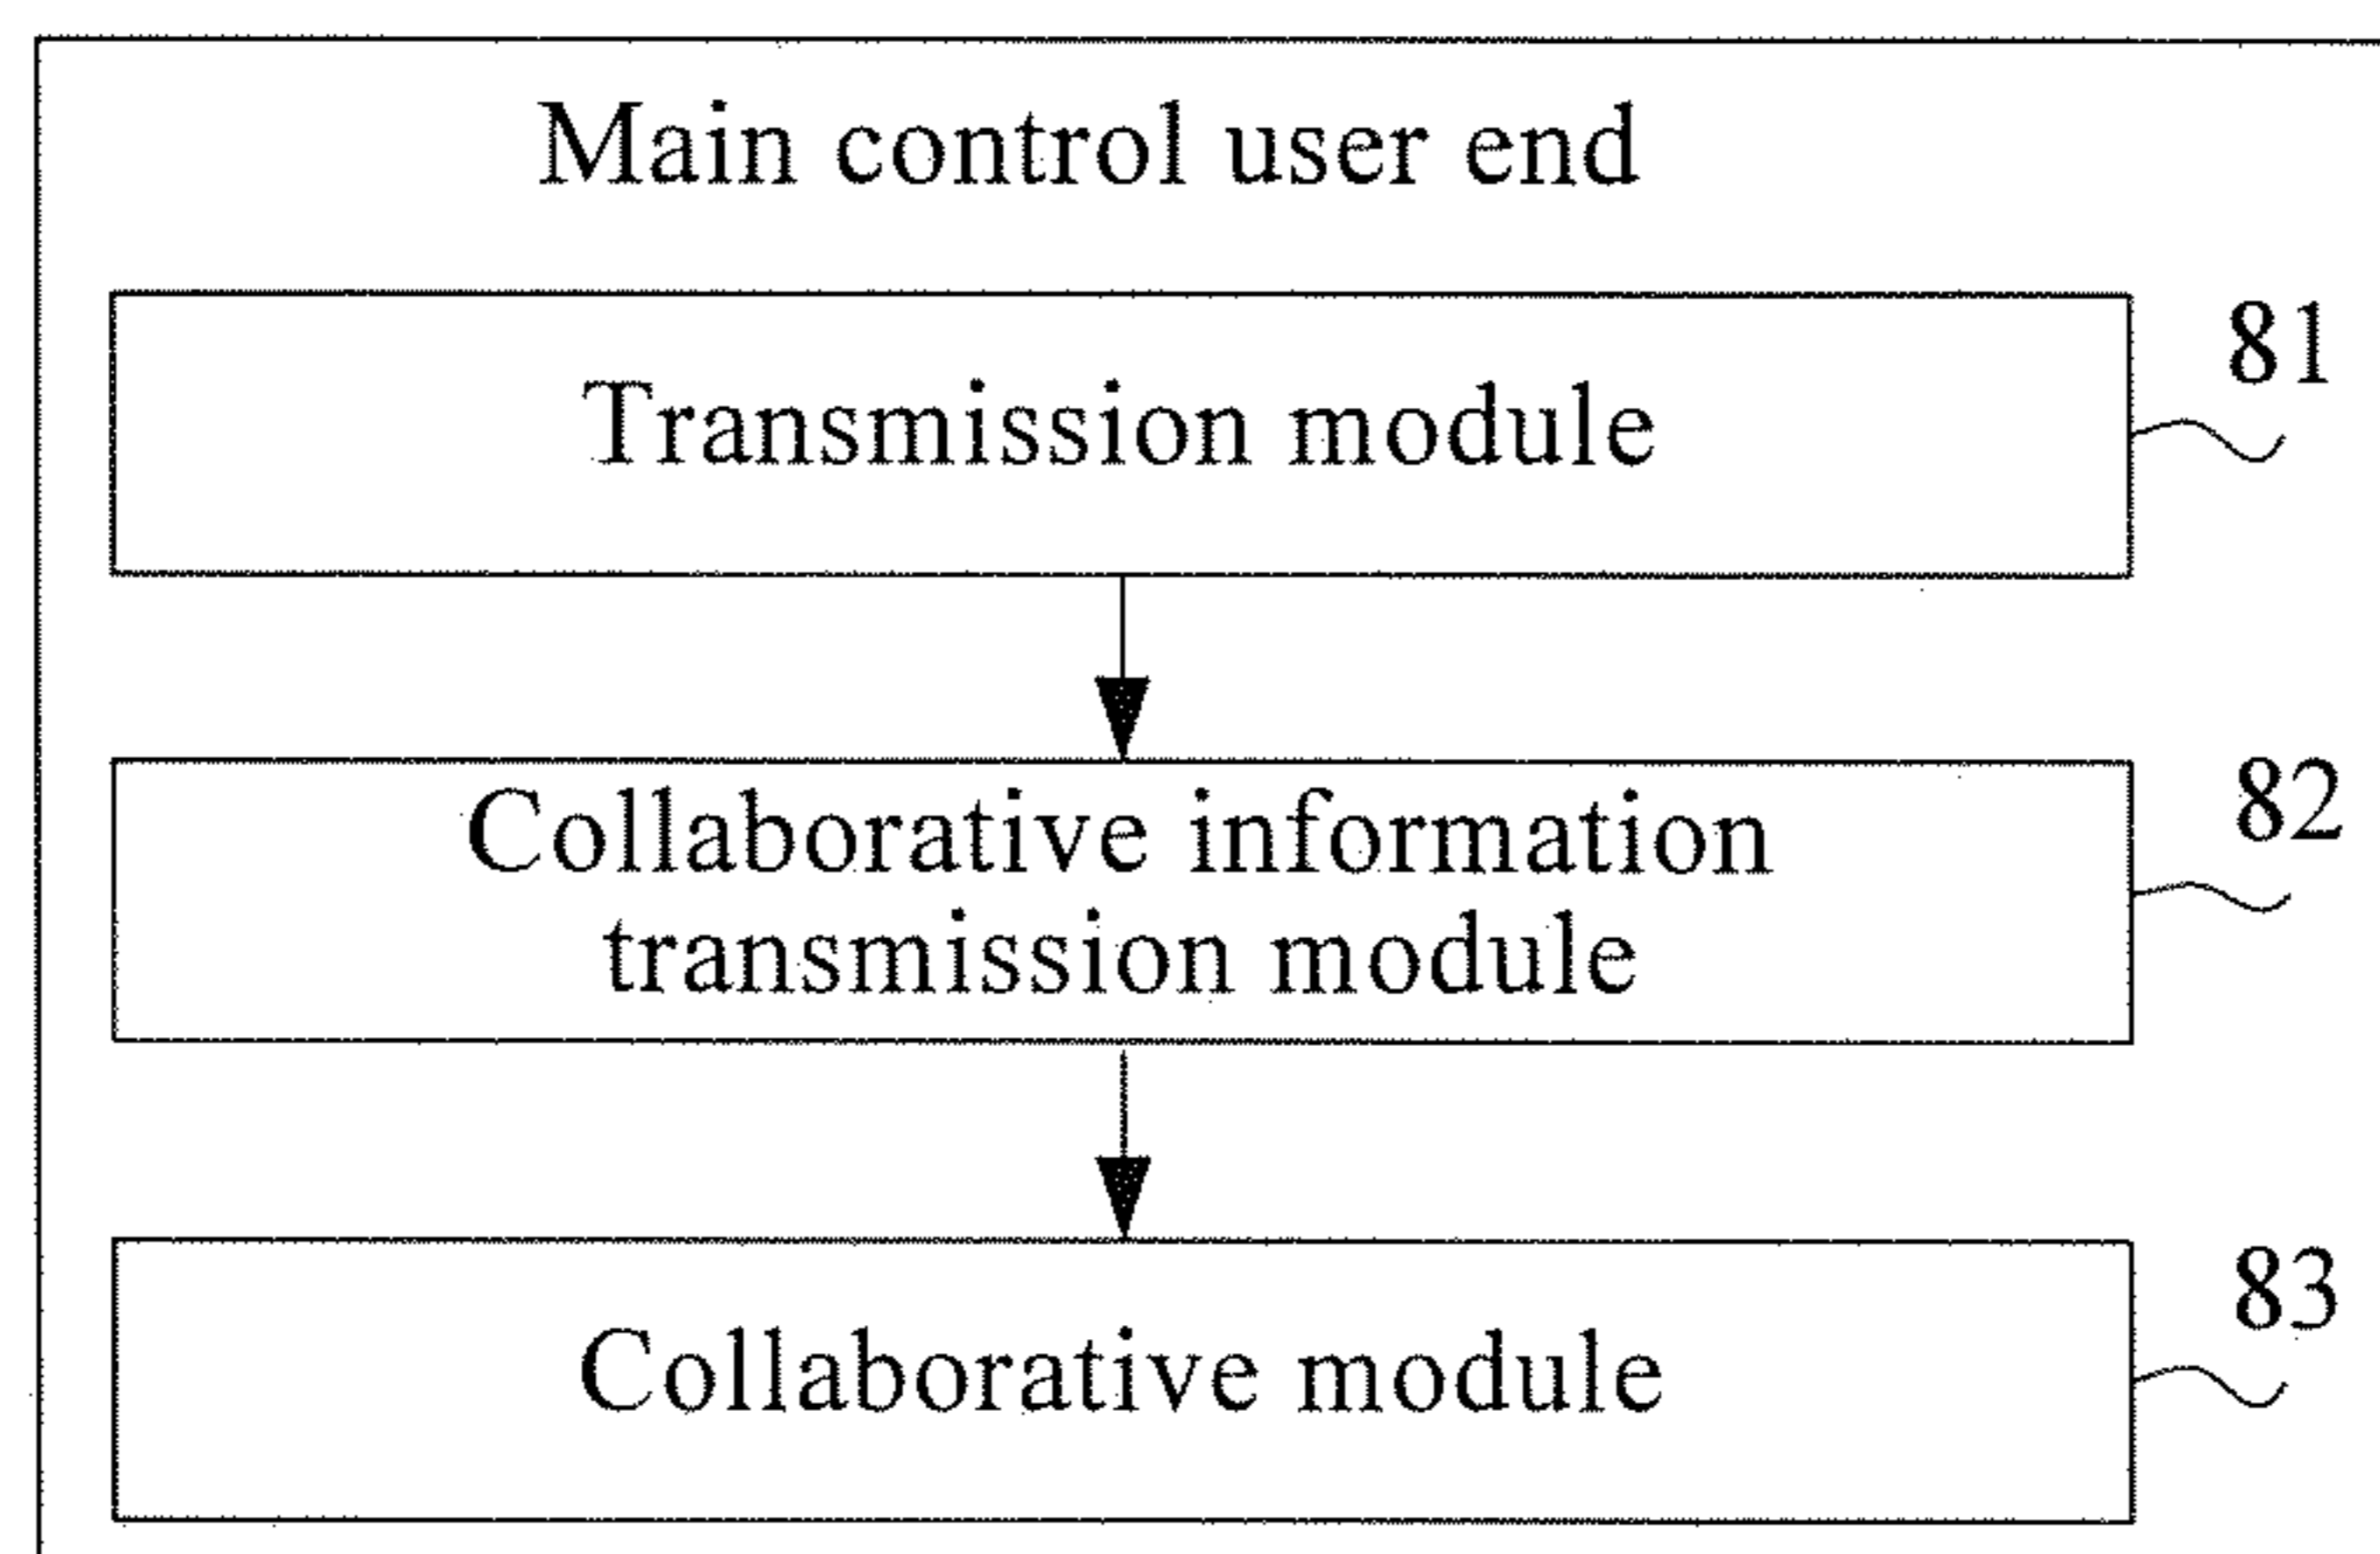 Main control user end
Transmission module
81
Collaborative information
transmission module
82
Collaborative module
83